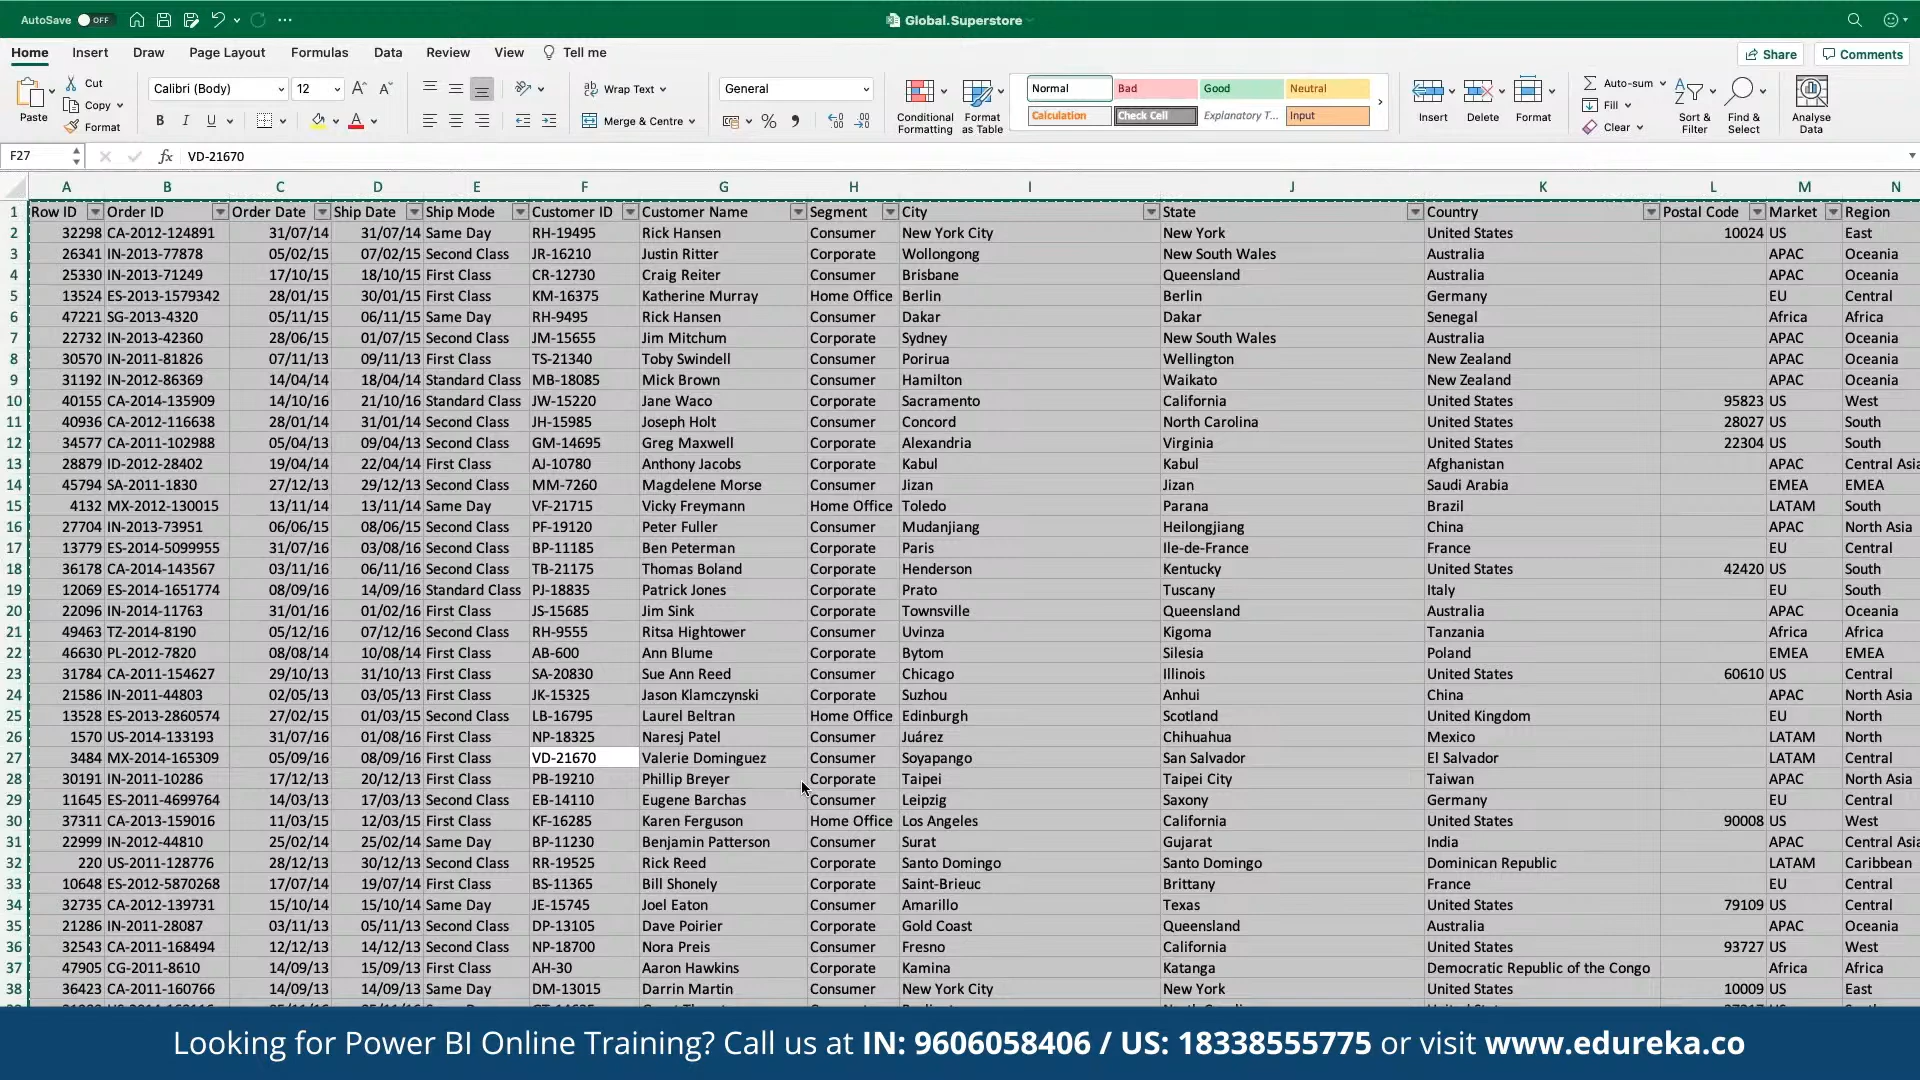 AutoSave OFF Global.Superstore
Home Insert Draw Page Layout Formulas Data Review View Tell me Share Comments
Paste Cut Copy Format Calibri (Body) 12 Wrap Text Merge & Centre General Conditional Formatting Format as Table Normal Bad Good Neutral Calculation Check Cell Explanatory T... Input Insert Delete Format Auto-sum Fill Clear Sort & Filter Find & Select Analyse Data
B I U A
F27 fx VD-21670
A B C D E F G H I J K L M N
1 Row ID Order ID Order Date Ship Date Ship Mode Customer ID Customer Name Segment City State Country Postal Code Market Region
2 32298 CA-2012-124891 31/07/14 31/07/14 Same Day RH-19495 Rick Hansen Consumer New York City New York United States 10024 US East
3 26341 IN-2013-77878 05/02/15 07/02/15 Second Class JR-16210 Justin Ritter Corporate Wollongong New South Wales Australia APAC Oceania
4 25330 IN-2013-71249 17/10/15 18/10/15 First Class CR-12730 Craig Reiter Consumer Brisbane Queensland Australia APAC Oceania
5 13524 ES-2013-1579342 28/01/15 30/01/15 First Class KM-16375 Katherine Murray Home Office Berlin Berlin Germany EU Central
6 47221 SG-2013-4320 05/11/15 06/11/15 Same Day RH-9495 Rick Hansen Consumer Dakar Dakar Senegal Africa Africa
7 22732 IN-2013-42360 28/06/15 01/07/15 Second Class JM-15655 Jim Mitchum Corporate Sydney New South Wales Australia APAC Oceania
8 30570 IN-2011-81826 07/11/13 09/11/13 First Class TS-21340 Toby Swindell Consumer Porirua Wellington New Zealand APAC Oceania
9 31192 IN-2012-86369 14/04/14 18/04/14 Standard Class MB-18085 Mick Brown Consumer Hamilton Waikato New Zealand APAC Oceania
10 40155 CA-2014-135909 14/10/16 21/10/16 Standard Class JW-15220 Jane Waco Corporate Sacramento California United States 95823 US West
11 40936 CA-2012-116638 28/01/14 31/01/14 Second Class JH-15985 Joseph Holt Consumer Concord North Carolina United States 28027 US South
12 34577 CA-2011-102988 05/04/13 09/04/13 Second Class GM-14695 Greg Maxwell Corporate Alexandria Virginia United States 22304 US South
13 28879 ID-2012-28402 19/04/14 22/04/14 First Class AJ-10780 Anthony Jacobs Corporate Kabul Kabul Afghanistan APAC Central Asia
14 45794 SA-2011-1830 27/12/13 29/12/13 Second Class MM-7260 Magdelene Morse Consumer Jizan Jizan Saudi Arabia EMEA EMEA
15 4132 MX-2012-130015 13/11/14 13/11/14 Same Day VF-21715 Vicky Freymann Home Office Toledo Parana Brazil LATAM South
16 27704 IN-2013-73951 06/06/15 08/06/15 Second Class PF-19120 Peter Fuller Consumer Mudanjiang Heilongjiang China APAC North Asia
17 13779 ES-2014-5099955 31/07/16 03/08/16 Second Class BP-11185 Ben Peterman Corporate Paris Ile-de-France France EU Central
18 36178 CA-2014-143567 03/11/16 06/11/16 Second Class TB-21175 Thomas Boland Corporate Henderson Kentucky United States 42420 US South
19 12069 ES-2014-1651774 08/09/16 14/09/16 Standard Class PJ-18835 Patrick Jones Corporate Prato Tuscany Italy EU South
20 22096 IN-2014-11763 31/01/16 01/02/16 First Class JS-15685 Jim Sink Corporate Townsville Queensland Australia APAC Oceania
21 49463 TZ-2014-8190 05/12/16 07/12/16 Second Class RH-9555 Ritsa Hightower Consumer Uvinza Kigoma Tanzania Africa Africa
22 46630 PL-2012-7820 08/08/14 10/08/14 First Class AB-600 Ann Blume Corporate Bytom Silesia Poland EMEA EMEA
23 31784 CA-2011-154627 29/10/13 31/10/13 First Class SA-20830 Sue Ann Reed Consumer Chicago Illinois United States 60610 US Central
24 21586 IN-2011-44803 02/05/13 03/05/13 First Class JK-15325 Jason Klamczynski Corporate Suzhou Anhui China APAC North Asia
25 13528 ES-2013-2860574 27/02/15 01/03/15 Second Class LB-16795 Laurel Beltran Home Office Edinburgh Scotland United Kingdom EU North
26 1570 US-2014-133193 31/07/16 01/08/16 First Class NP-18325 Naresj Patel Consumer Juárez Chihuahua Mexico LATAM North
27 3484 MX-2014-165309 05/09/16 08/09/16 First Class VD-21670 Valerie Dominguez Consumer Soyapango San Salvador El Salvador LATAM Central
28 30191 IN-2011-10286 17/12/13 20/12/13 First Class PB-19210 Phillip Breyer Corporate Taipei Taipei City Taiwan APAC North Asia
29 11645 ES-2011-4699764 14/03/13 17/03/13 Second Class EB-14110 Eugene Barchas Consumer Leipzig Saxony Germany EU Central
30 37311 CA-2013-159016 11/03/15 12/03/15 First Class KF-16285 Karen Ferguson Home Office Los Angeles California United States 90008 US West
31 22999 IN-2012-44810 25/02/14 25/02/14 Same Day BP-11230 Benjamin Patterson Consumer Surat Gujarat India APAC Central Asia
32 220 US-2011-128776 28/12/13 30/12/13 Second Class RR-19525 Rick Reed Corporate Santo Domingo Santo Domingo Dominican Republic LATAM Caribbean
33 10648 ES-2012-5870268 17/07/14 19/07/14 First Class BS-11365 Bill Shonely Corporate Saint-Brieuc Brittany France EU Central
34 32735 CA-2012-139731 15/10/14 15/10/14 Same Day JE-15745 Joel Eaton Consumer Amarillo Texas United States 79109 US Central
35 21286 IN-2011-28087 03/11/13 05/11/13 Second Class DP-13105 Dave Poirier Corporate Gold Coast Queensland Australia APAC Oceania
36 32543 CA-2011-168494 12/12/13 14/12/13 Second Class NP-18700 Nora Preis Consumer Fresno California United States 93727 US West
37 47905 CG-2011-8610 14/09/13 15/09/13 First Class AH-30 Aaron Hawkins Corporate Kamina Katanga Democratic Republic of the Congo Africa Africa
38 36423 CA-2011-160766 14/09/13 14/09/13 Same Day DM-13015 Darrin Martin Consumer New York City New York United States 10009 US East
Looking for Power BI Online Training? Call us at IN: 9606058406 / US: 18338555775 or visit www.edureka.co